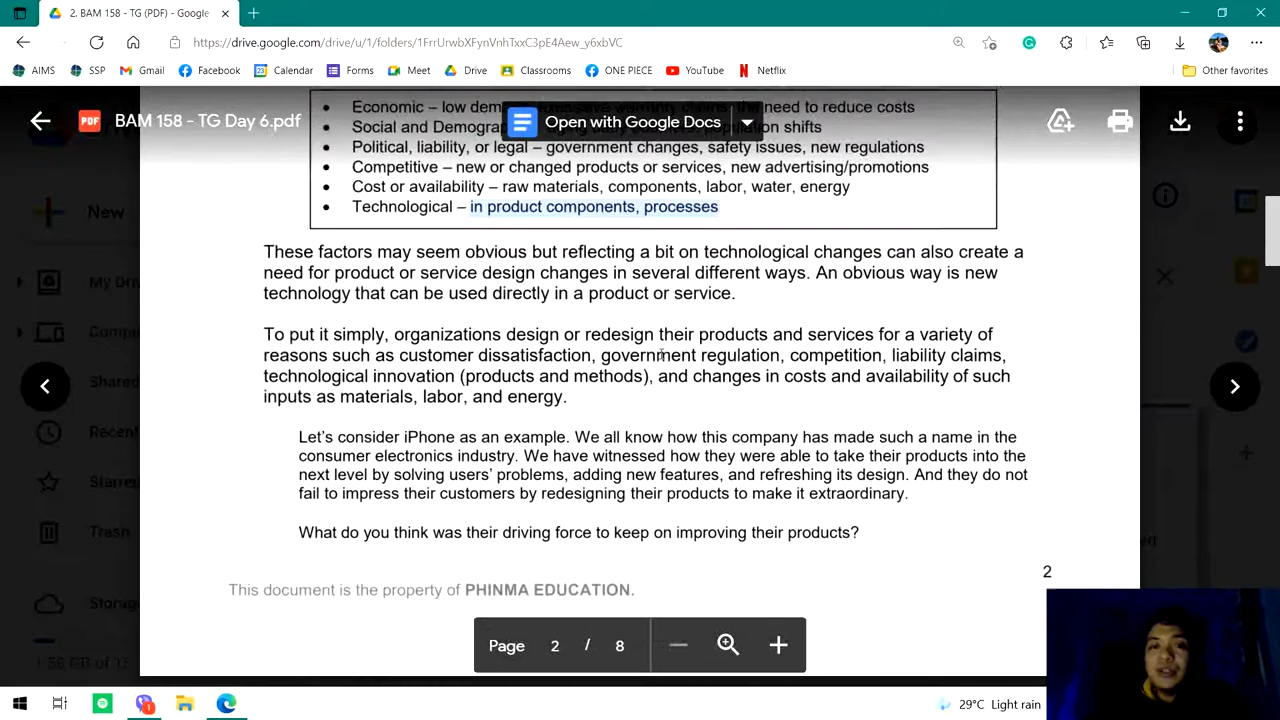 2. BAM 158 - TG (PDF) - Google
https://drive.google.com/drive/u/1/folders/1FrrUrwbXFynVnhTxxC3pE4Aew_y6xbVC
AIMS SSP Gmail Facebook Calendar Forms Meet Drive Classrooms ONE PIECE YouTube Netflix Other favorites
PDF BAM 158 - TG Day 6.pdf
Open with Google Docs
• Economic – low the need to reduce costs
• Social and population shifts
• Political, liability, or legal – government changes, safety issues, new regulations
• Competitive – new or changed products or services, new advertising/promotions
• Cost or availability – raw materials, components, labor, water, energy
• Technological – in product components, processes
New
My Driv
Compu
Shared
Recen
Starre
Trash
Storag
These factors may seem obvious but reflecting a bit on technological changes can also create a
need for product or service design changes in several different ways. An obvious way is new
technology that can be used directly in a product or service.
To put it simply, organizations design or redesign their products and services for a variety of
reasons such as customer dissatisfaction, government regulation, competition, liability claims,
technological innovation (products and methods), and changes in costs and availability of such
inputs as materials, labor, and energy.
Let's consider iPhone as an example. We all know how this company has made such a name in the
consumer electronics industry. We have witnessed how they were able to take their products into the
next level by solving users' problems, adding new features, and refreshing its design. And they do not
fail to impress their customers by redesigning their products to make it extraordinary.
What do you think was their driving force to keep on improving their products?
2
This document is the property of PHINMA EDUCATION.
Page 2 / 8
29°C Light rain